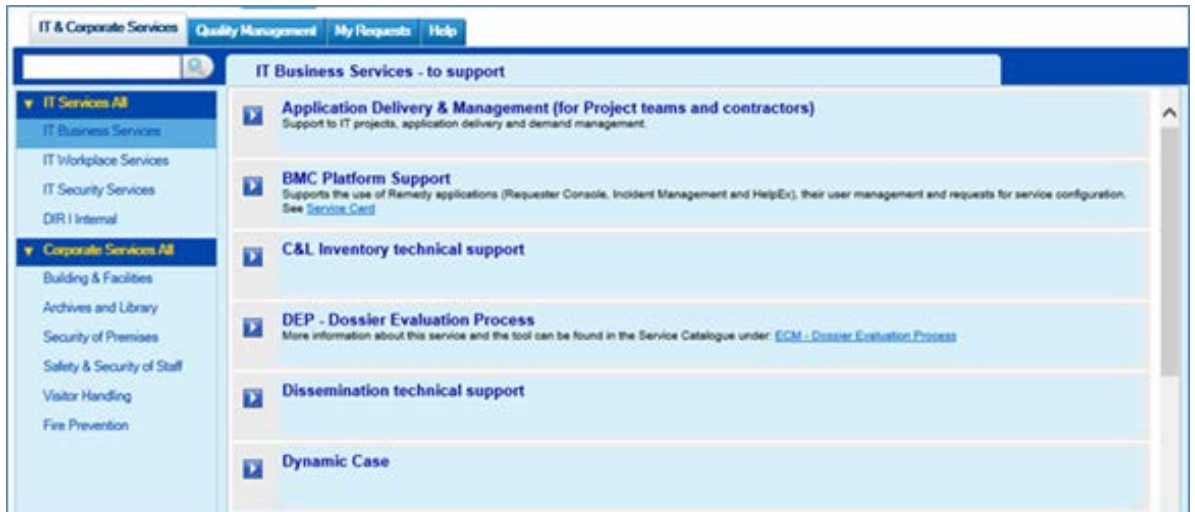 IT & Corporate Services Quality Management My Requests Help
IT Business Services - to support
IT Services All
IT Business Services
IT Workplace Services
IT Security Services
DIR I Internal
Corporate Services All
Building & Facilities
Archives and Library
Security of Premises
Safety & Security of Staff
Visitor Handling
Fire Prevention
Application Delivery & Management (for Project teams and contractors)
Support to IT projects, application delivery and demand management.
BMC Platform Support
Supports the use of Remedy applications (Requester Console, Incident Management and HelpEx), their user management and requests for service configuration.
See Service Card
C&L Inventory technical support
DEP - Dossier Evaluation Process
More information about this service and the tool can be found in the Service Catalogue under: ECM - Dossier Evaluation Process
Dissemination technical support
Dynamic Case